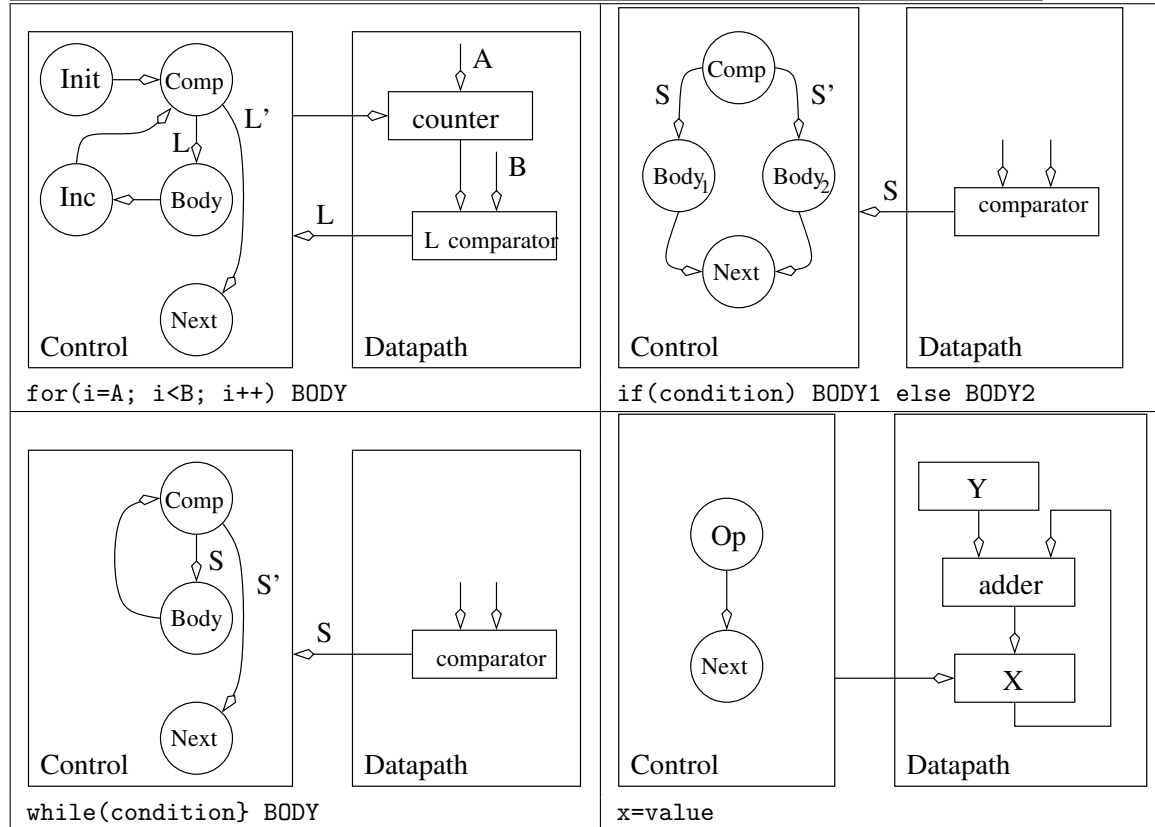 Init
Comp
L'
L
Inc
Body
Next
Control
A
counter
B
L
L comparator
Datapath
for(i=A; i<B; i++) BODY
Comp
S
S'
Body1
Body2
Next
Control
S
comparator
Datapath
if(condition) BODY1 else BODY2
Comp
S
S'
Body
Next
Control
S
comparator
Datapath
while(condition} BODY
Op
Next
Control
Y
adder
X
Datapath
x=value